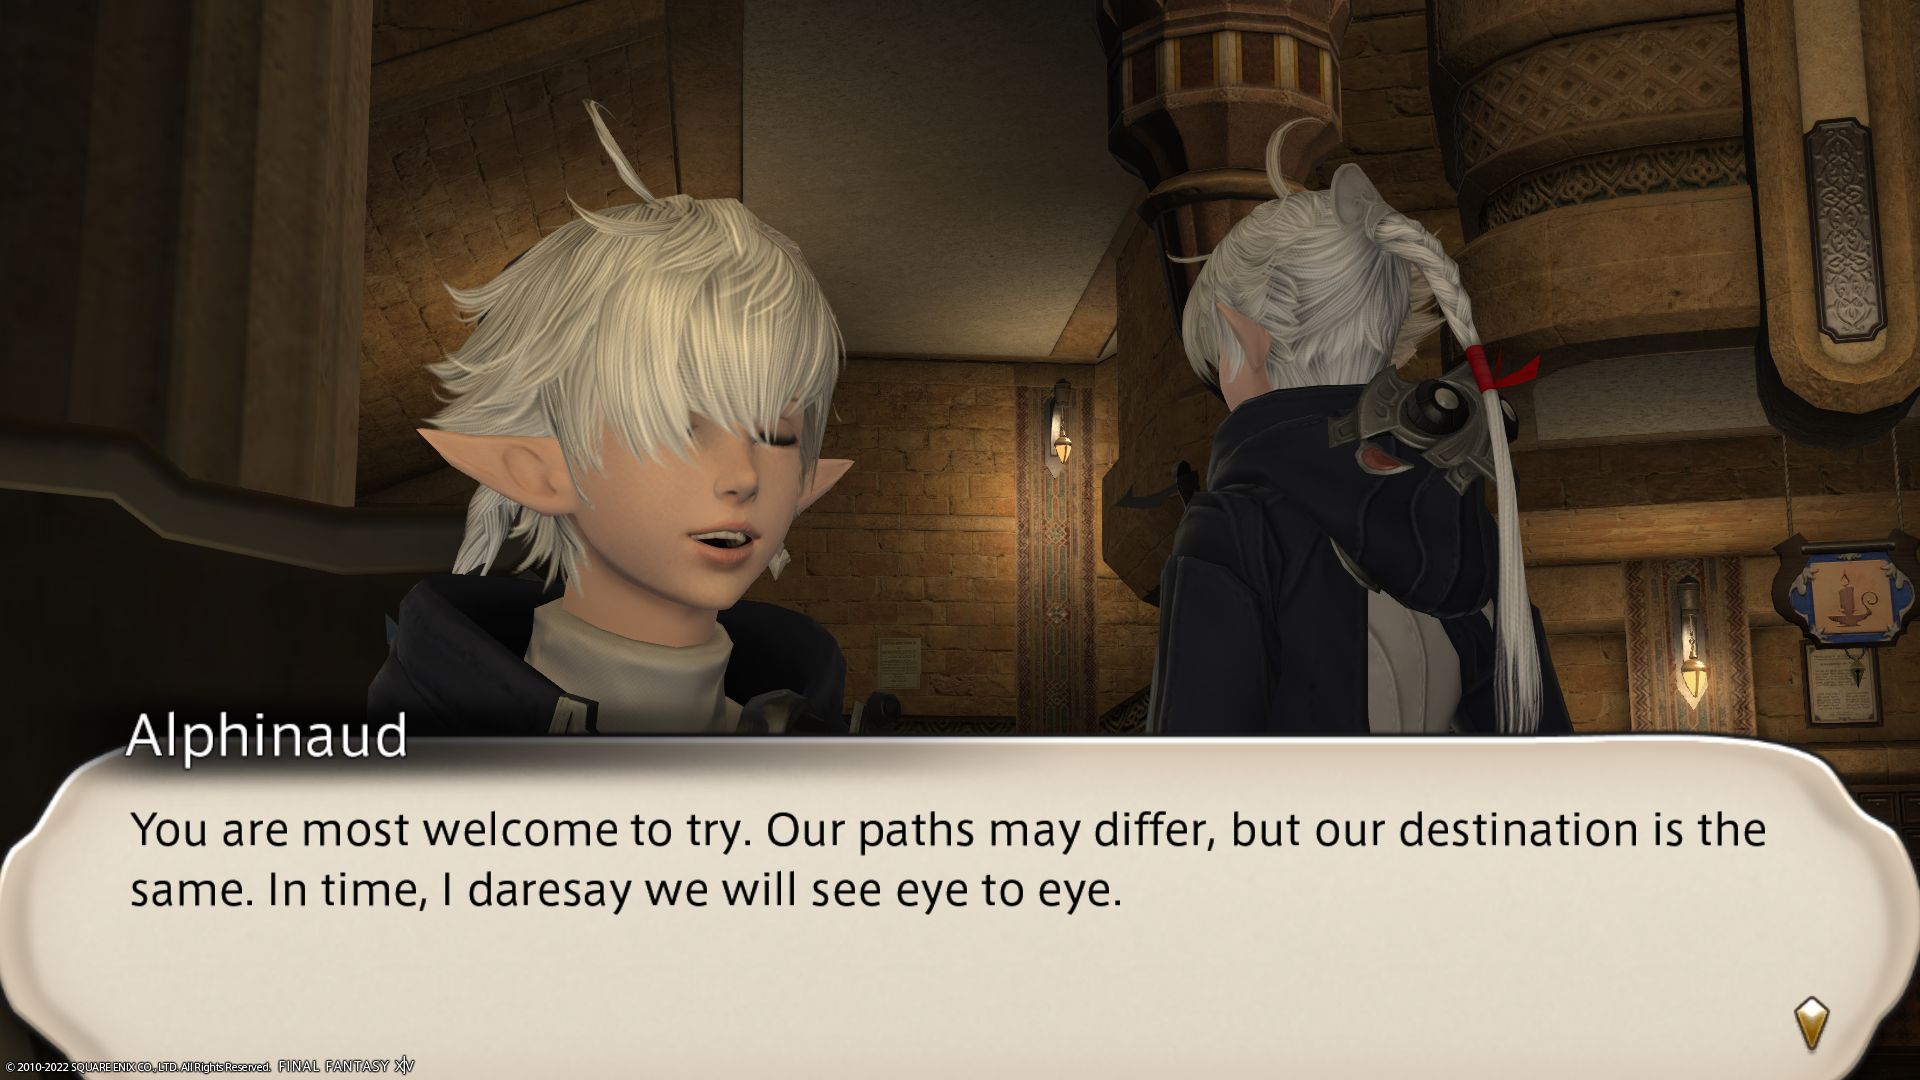 Alphinaud
You are most welcome to try. Our paths may differ, but our destination is the
same. In time, I daresay we will see eye to eye.
© 2010-2022 SQUARE ENIX CO., LTD. All Rights Reserved. FINAL FANTASY XIV